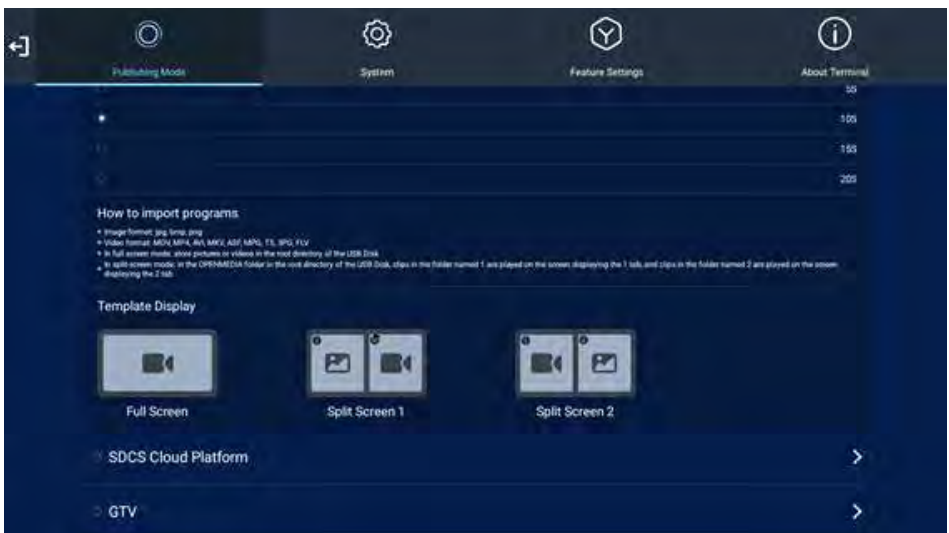 Publishing Mode
System
Feature Settings
About Terminal
5S
10S
15S
20S
How to import programs
Image format: jpg, bmp, png
Video format: MOV, MP4, AVI, MKV, ASF, MPG, TS, 3PG, FLV
In full screen mode, store pictures or videos in the root directory of the USB Disk
In split-screen mode, in the OPENMEDIA folder in the root directory of the USB Disk, clips in the folder named 1 are played on the screen displaying the 1 tab, and clips in the folder named 2 are played on the screen
displaying the 2 tab
Template Display
Full Screen
Split Screen 1
Split Screen 2
SDCS Cloud Platform
GTV